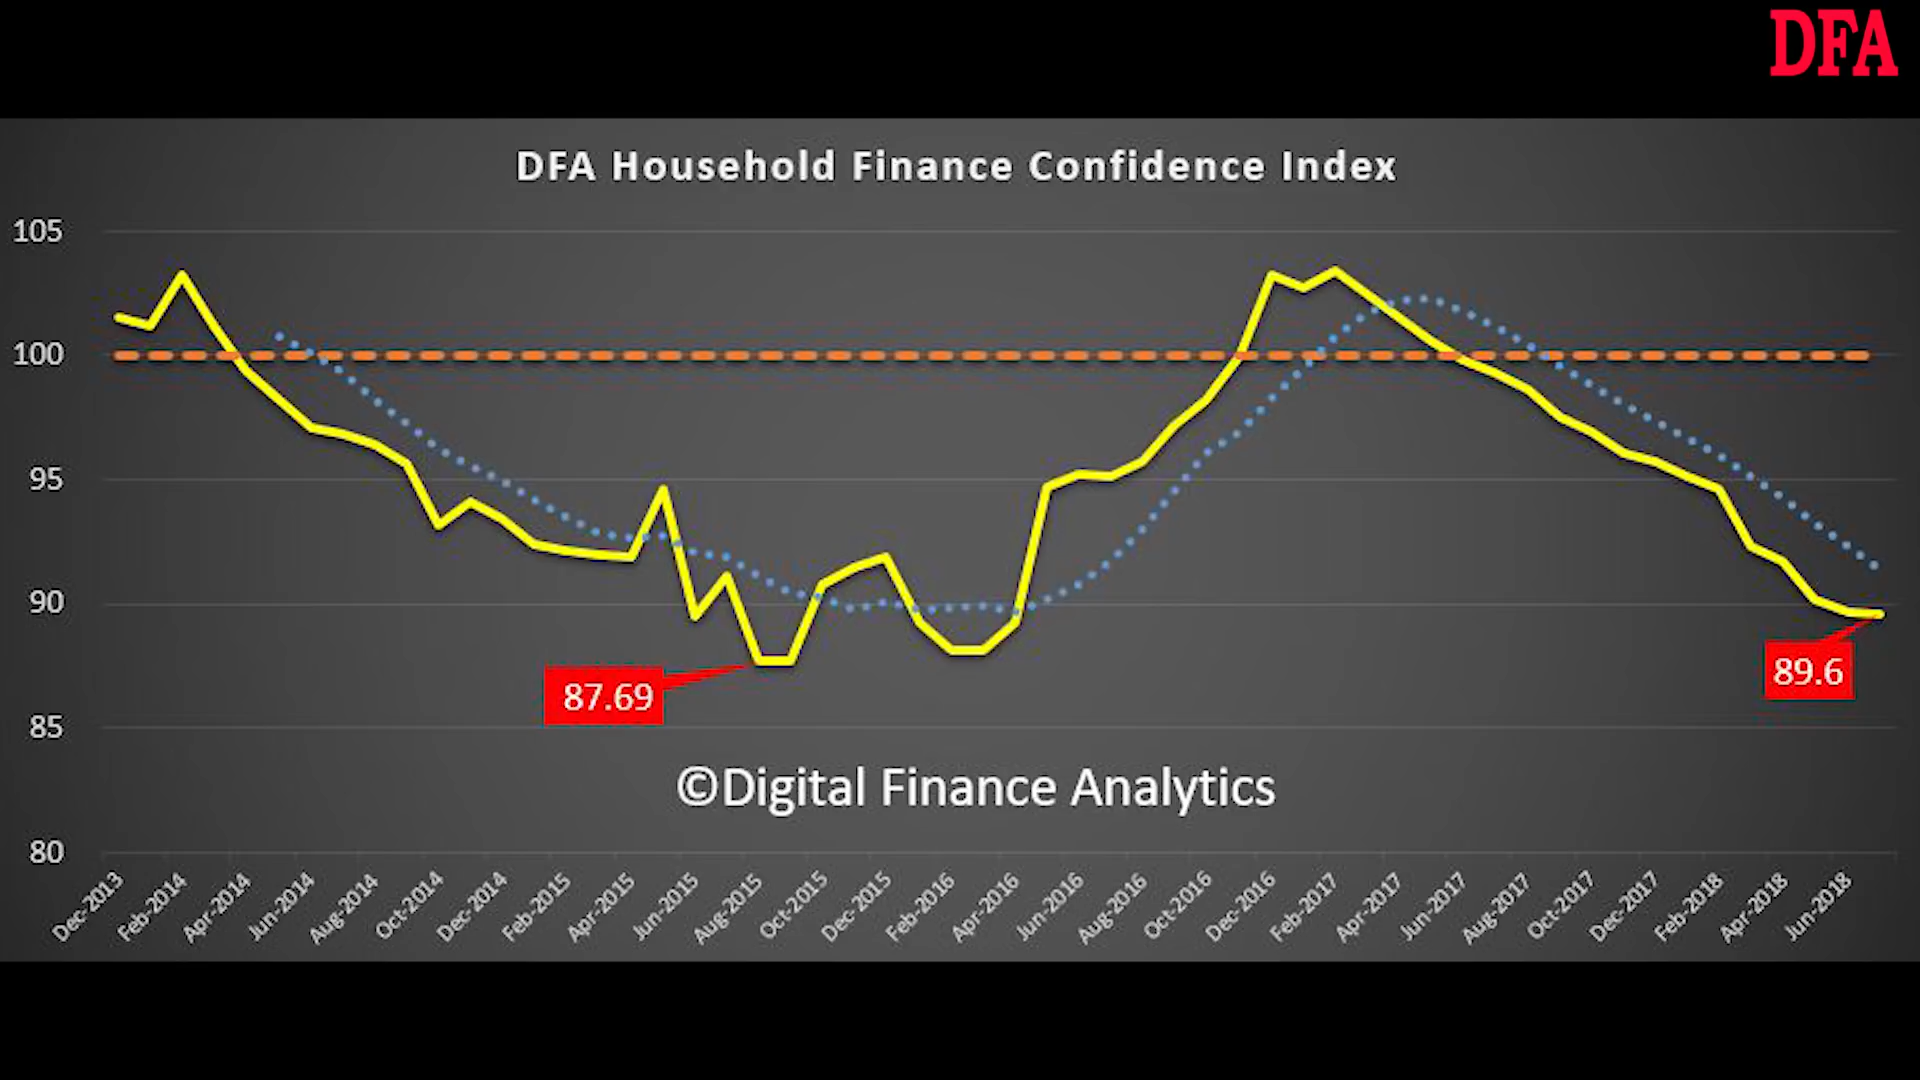 DFA
DFA Household Finance Confidence Index
105
100
95
90
85
80
87.69
89.6
©Digital Finance Analytics
Dec-2013
Feb-2014
Apr-2014
Jun-2014
Aug-2014
Oct-2014
Dec-2014
Feb-2015
Apr-2015
Jun-2015
Aug-2015
Oct-2015
Dec-2015
Feb-2016
Apr-2016
Jun-2016
Aug-2016
Oct-2016
Dec-2016
Feb-2017
Apr-2017
Jun-2017
Aug-2017
Oct-2017
Dec-2017
Feb-2018
Apr-2018
Jun-2018